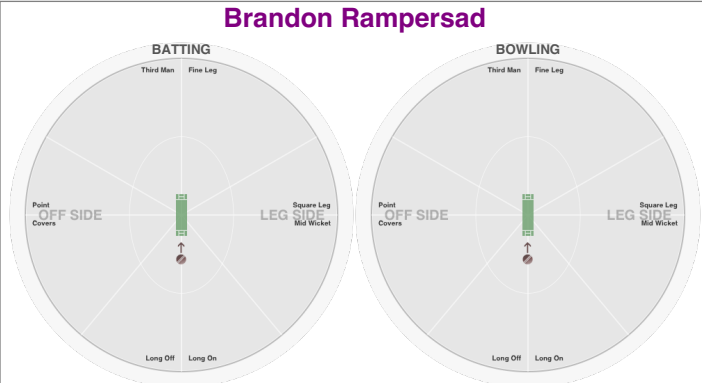 Brandon Rampersad
BATTING
Third Man Fine Leg
Point
OFF SIDE
Covers
Square Leg
LEG SIDE
Mid Wicket
Long Off Long On
BOWLING
Third Man Fine Leg
Point
OFF SIDE
Covers
Square Leg
LEG SIDE
Mid Wicket
Long Off Long On